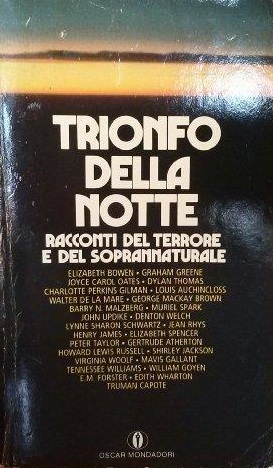 TRIONFO
DELLA
NOTTE
RACCONTI DEL TERRORE
E DEL SOPRANNATURALE
ELIZABETH BOWEN • GRAHAM GREENE
JOYCE CAROL OATES • DYLAN THOMAS
CHARLOTTE PERKINS GILMAN • LOUIS AUCHINCLOSS
WALTER DE LA MARE • GEORGE MACKAY BROWN
BARRY N. MALZBERG • MURIEL SPARK
JOHN UPDIKE • DENTON WELCH
LYNNE SHARON SCHWARTZ • JEAN RHYS
HENRY JAMES • ELIZABETH SPENCER
PETER TAYLOR • GERTRUDE ATHERTON
HOWARD LEWIS RUSSELL • SHIRLEY JACKSON
VIRGINIA WOOLF • MAVIS GALLANT
TENNESSEE WILLIAMS • WILLIAM GOYEN
E.M. FORSTER • EDITH WHARTON
TRUMAN CAPOTE
OSCAR MONDADORI